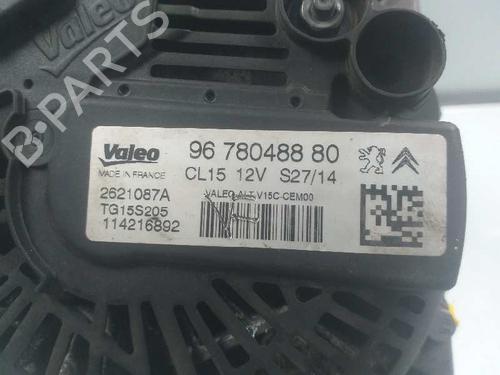 Valeo
B-PARTS
Valeo
96 780488 80
MADE IN FRANCE
CL15 12V S27/14
2621087A
VALEO ALT-V15C-CEM00
TG15S205
114216892